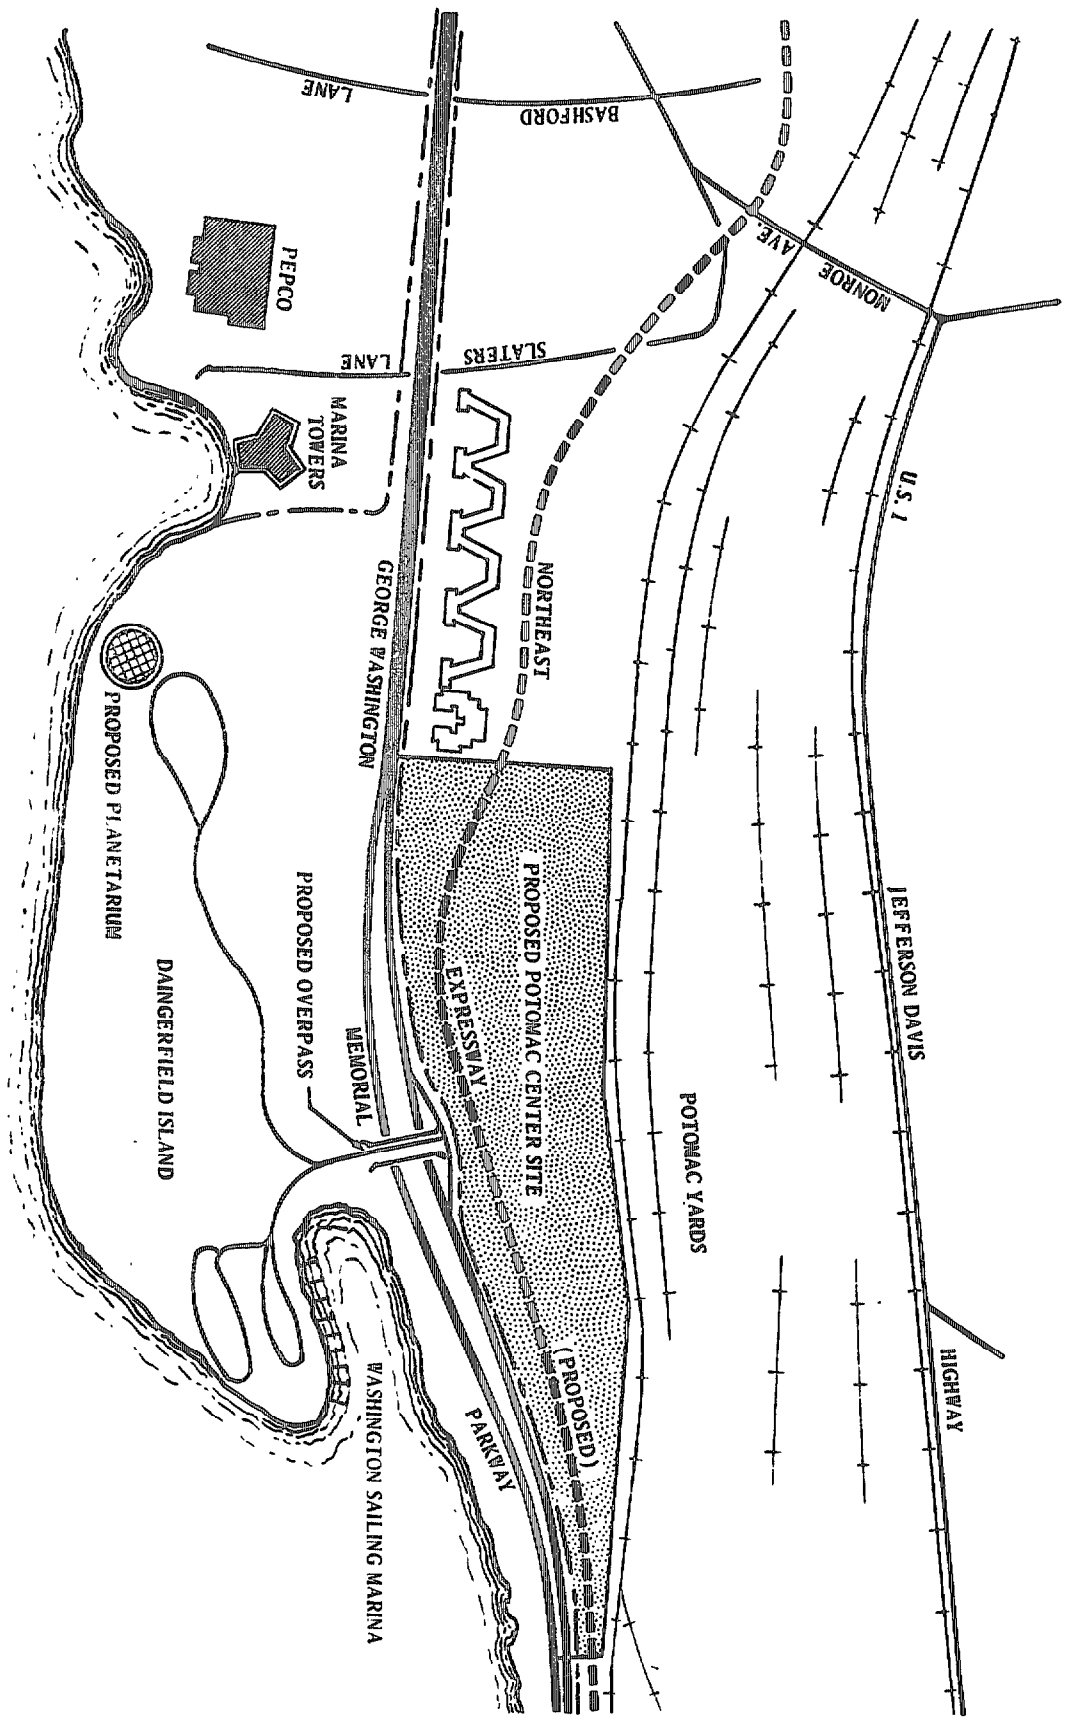 U.S. 1
JEFFERSON DAVIS
HIGHWAY
MONROE
AVE.
POTOMAC YARDS
BASHFORD
LANE
SLATERS
LANE
NORTHEAST
EXPRESSWAY
(PROPOSED)
PROPOSED POTOMAC CENTER SITE
GEORGE WASHINGTON
MEMORIAL
PARKWAY
PEPCO
MARINA
TOWERS
PROPOSED OVERPASS
WASHINGTON SAILING MARINA
DAINGERFIELD ISLAND
PROPOSED PLANETARIUM